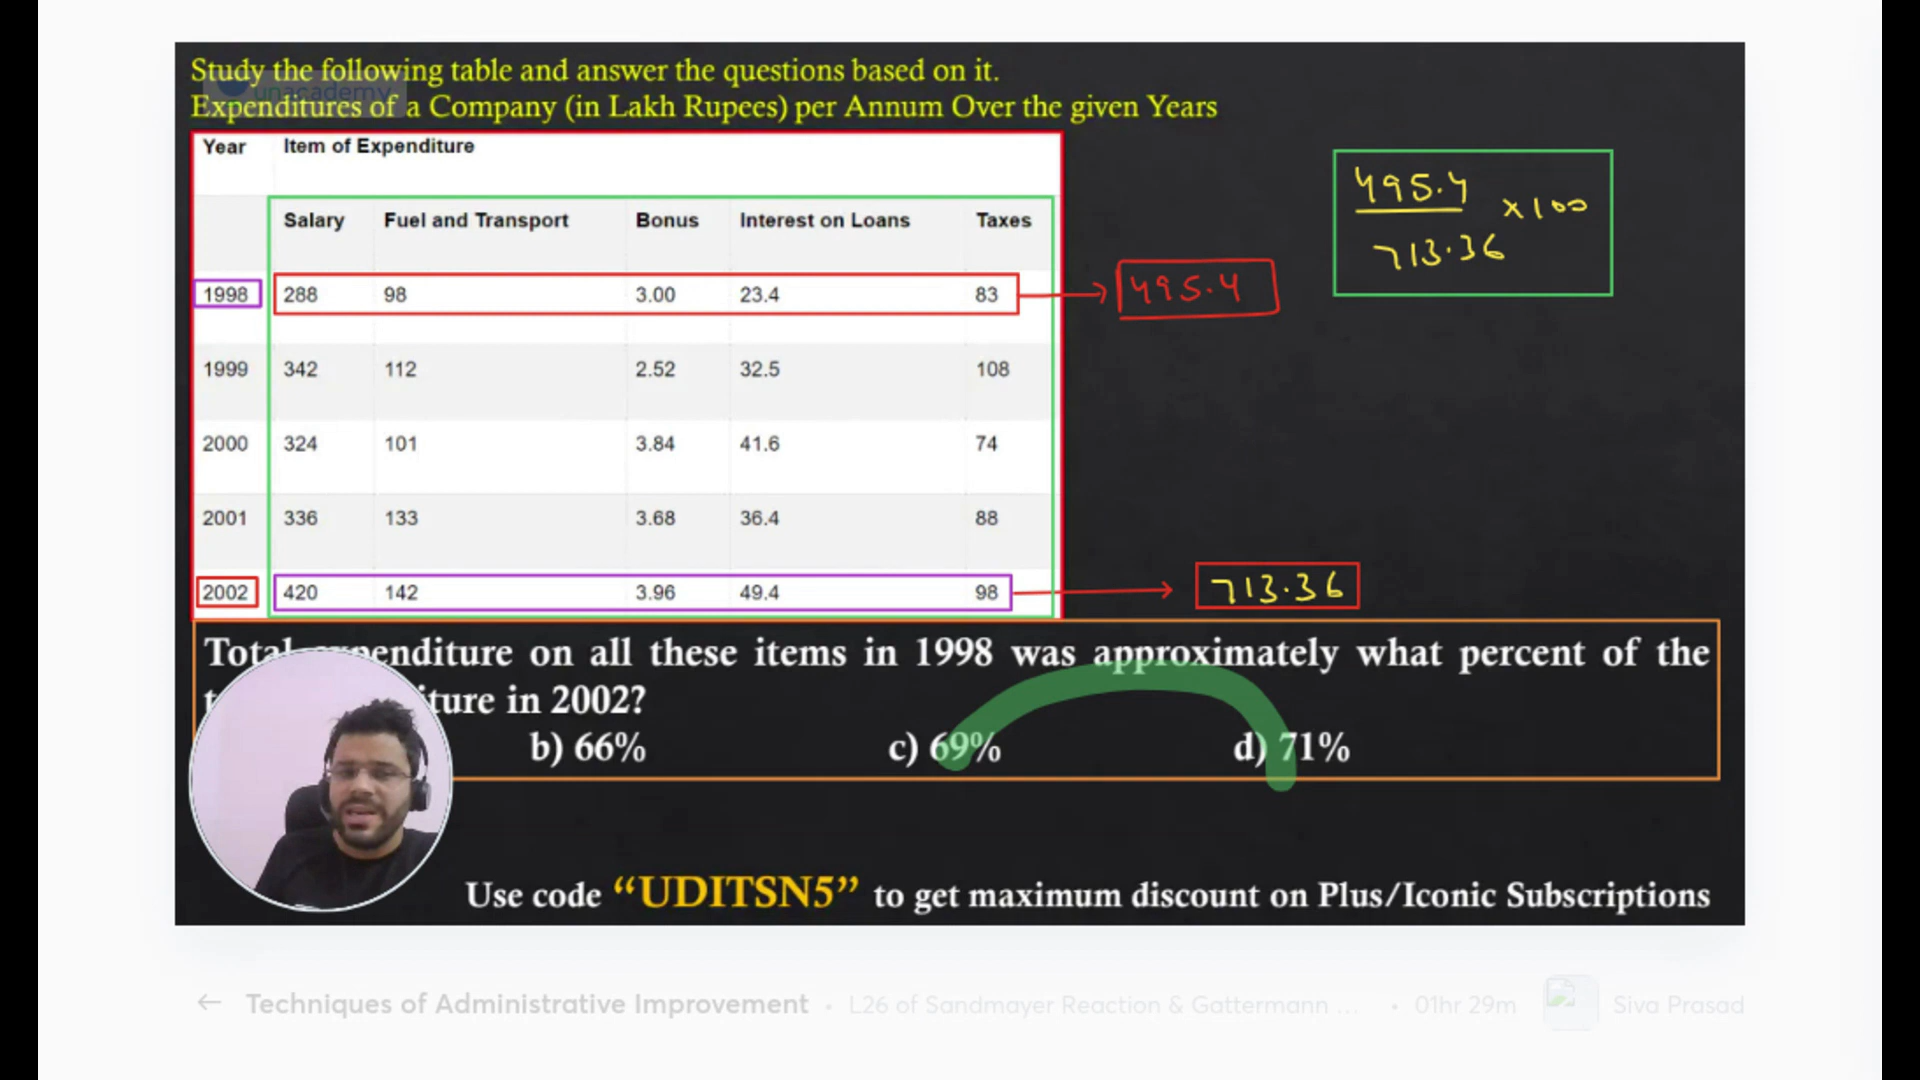 Study the following table and answer the questions based on it.
unacademy
Expenditures of a Company (in Lakh Rupees) per Annum Over the given Years
Year Item of Expenditure
Salary Fuel and Transport Bonus Interest on Loans Taxes
1998 288 98 3.00 23.4 83
1999 342 112 2.52 32.5 108
2000 324 101 3.84 41.6 74
2001 336 133 3.68 36.4 88
2002 420 142 3.96 49.4 98
495.4
713.36
495.4
713.36 ×100
Total expenditure on all these items in 1998 was approximately what percent of the
iture in 2002?
b) 66% c) 69% d) 71%
Use code “UDITSN5” to get maximum discount on Plus/Iconic Subscriptions
← Techniques of Administrative Improvement • L26 of Sandmayer Reaction & Gattermann ... • 01hr 29m Siva Prasad